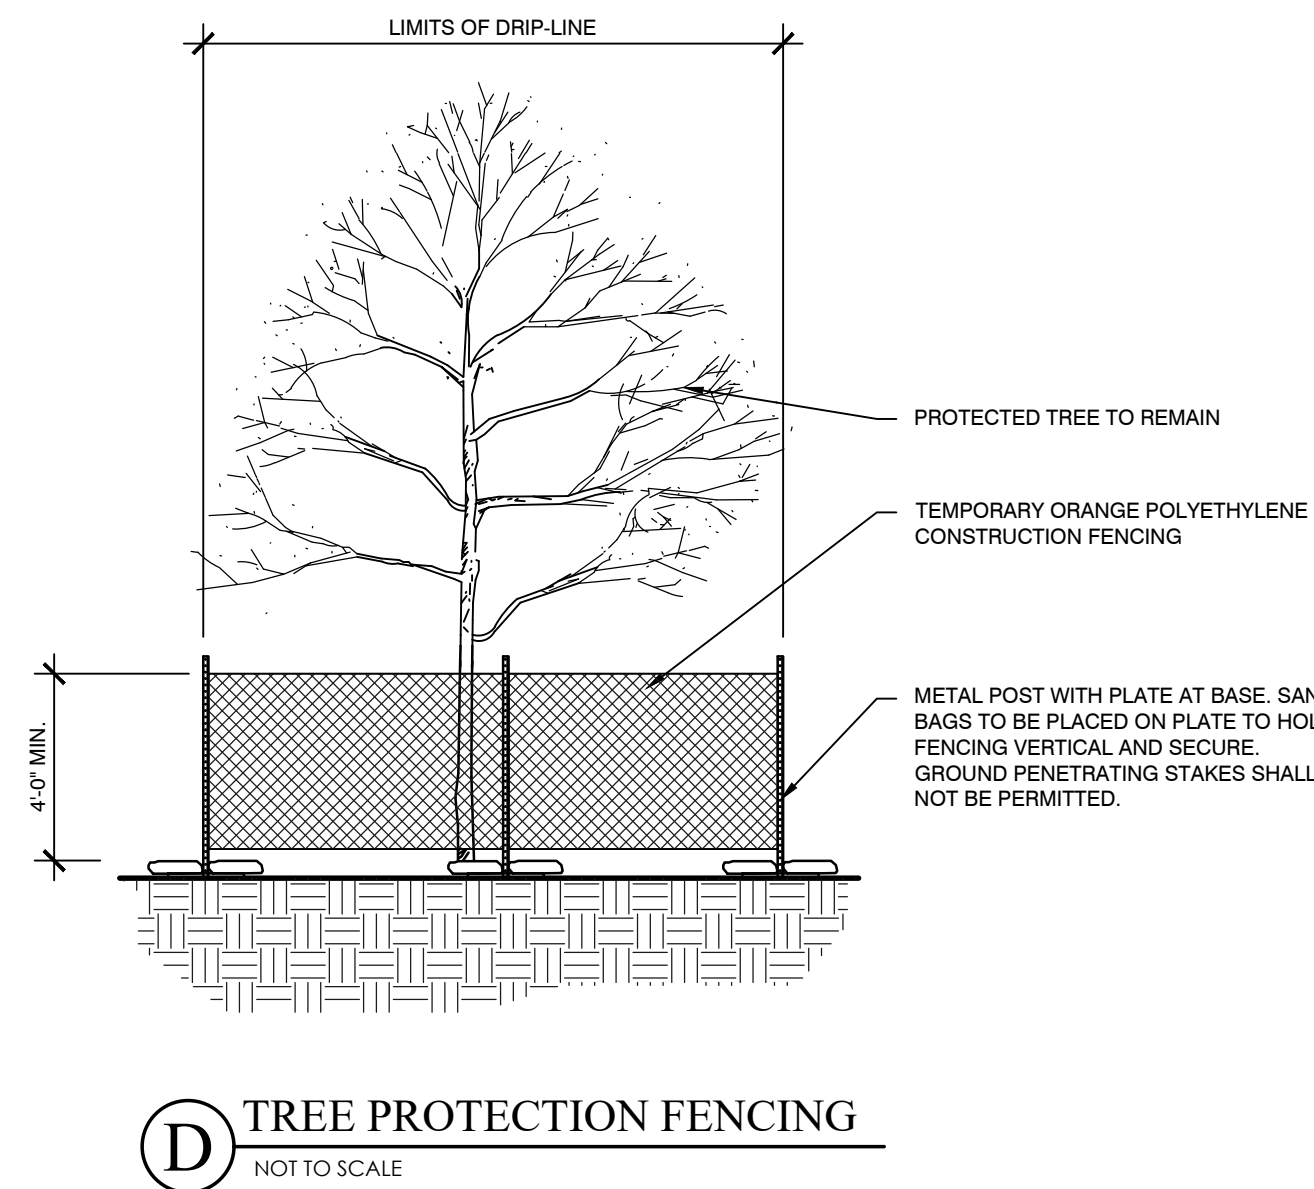 LIMITS OF DRIP-LINE
PROTECTED TREE TO REMAIN
TEMPORARY ORANGE POLYETHYLENE
CONSTRUCTION FENCING
METAL POST WITH PLATE AT BASE.
BAGS TO BE PLACED ON PLATE TO
FENCING VERTICAL AND SECURE.
GROUND PENETRATING STAKES SHALL
NOT BE PERMITTED.
4'-0" MIN.
D
TREE PROTECTION FENCING
NOT TO SCALE